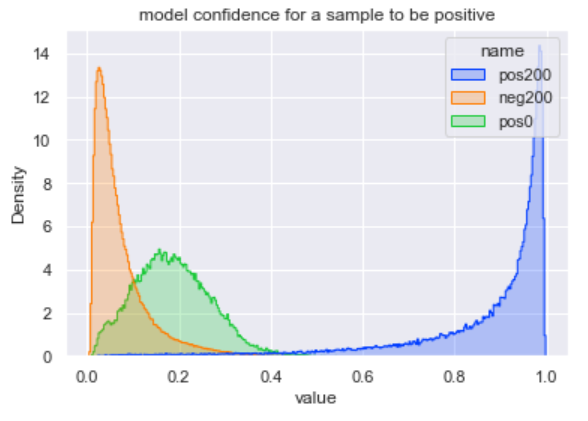 model confidence for a sample to be positive
name
pos200
neg200
pos0
Density
14
12
10
8
6
4
2
0
0.0 0.2 0.4 0.6 0.8 1.0
value